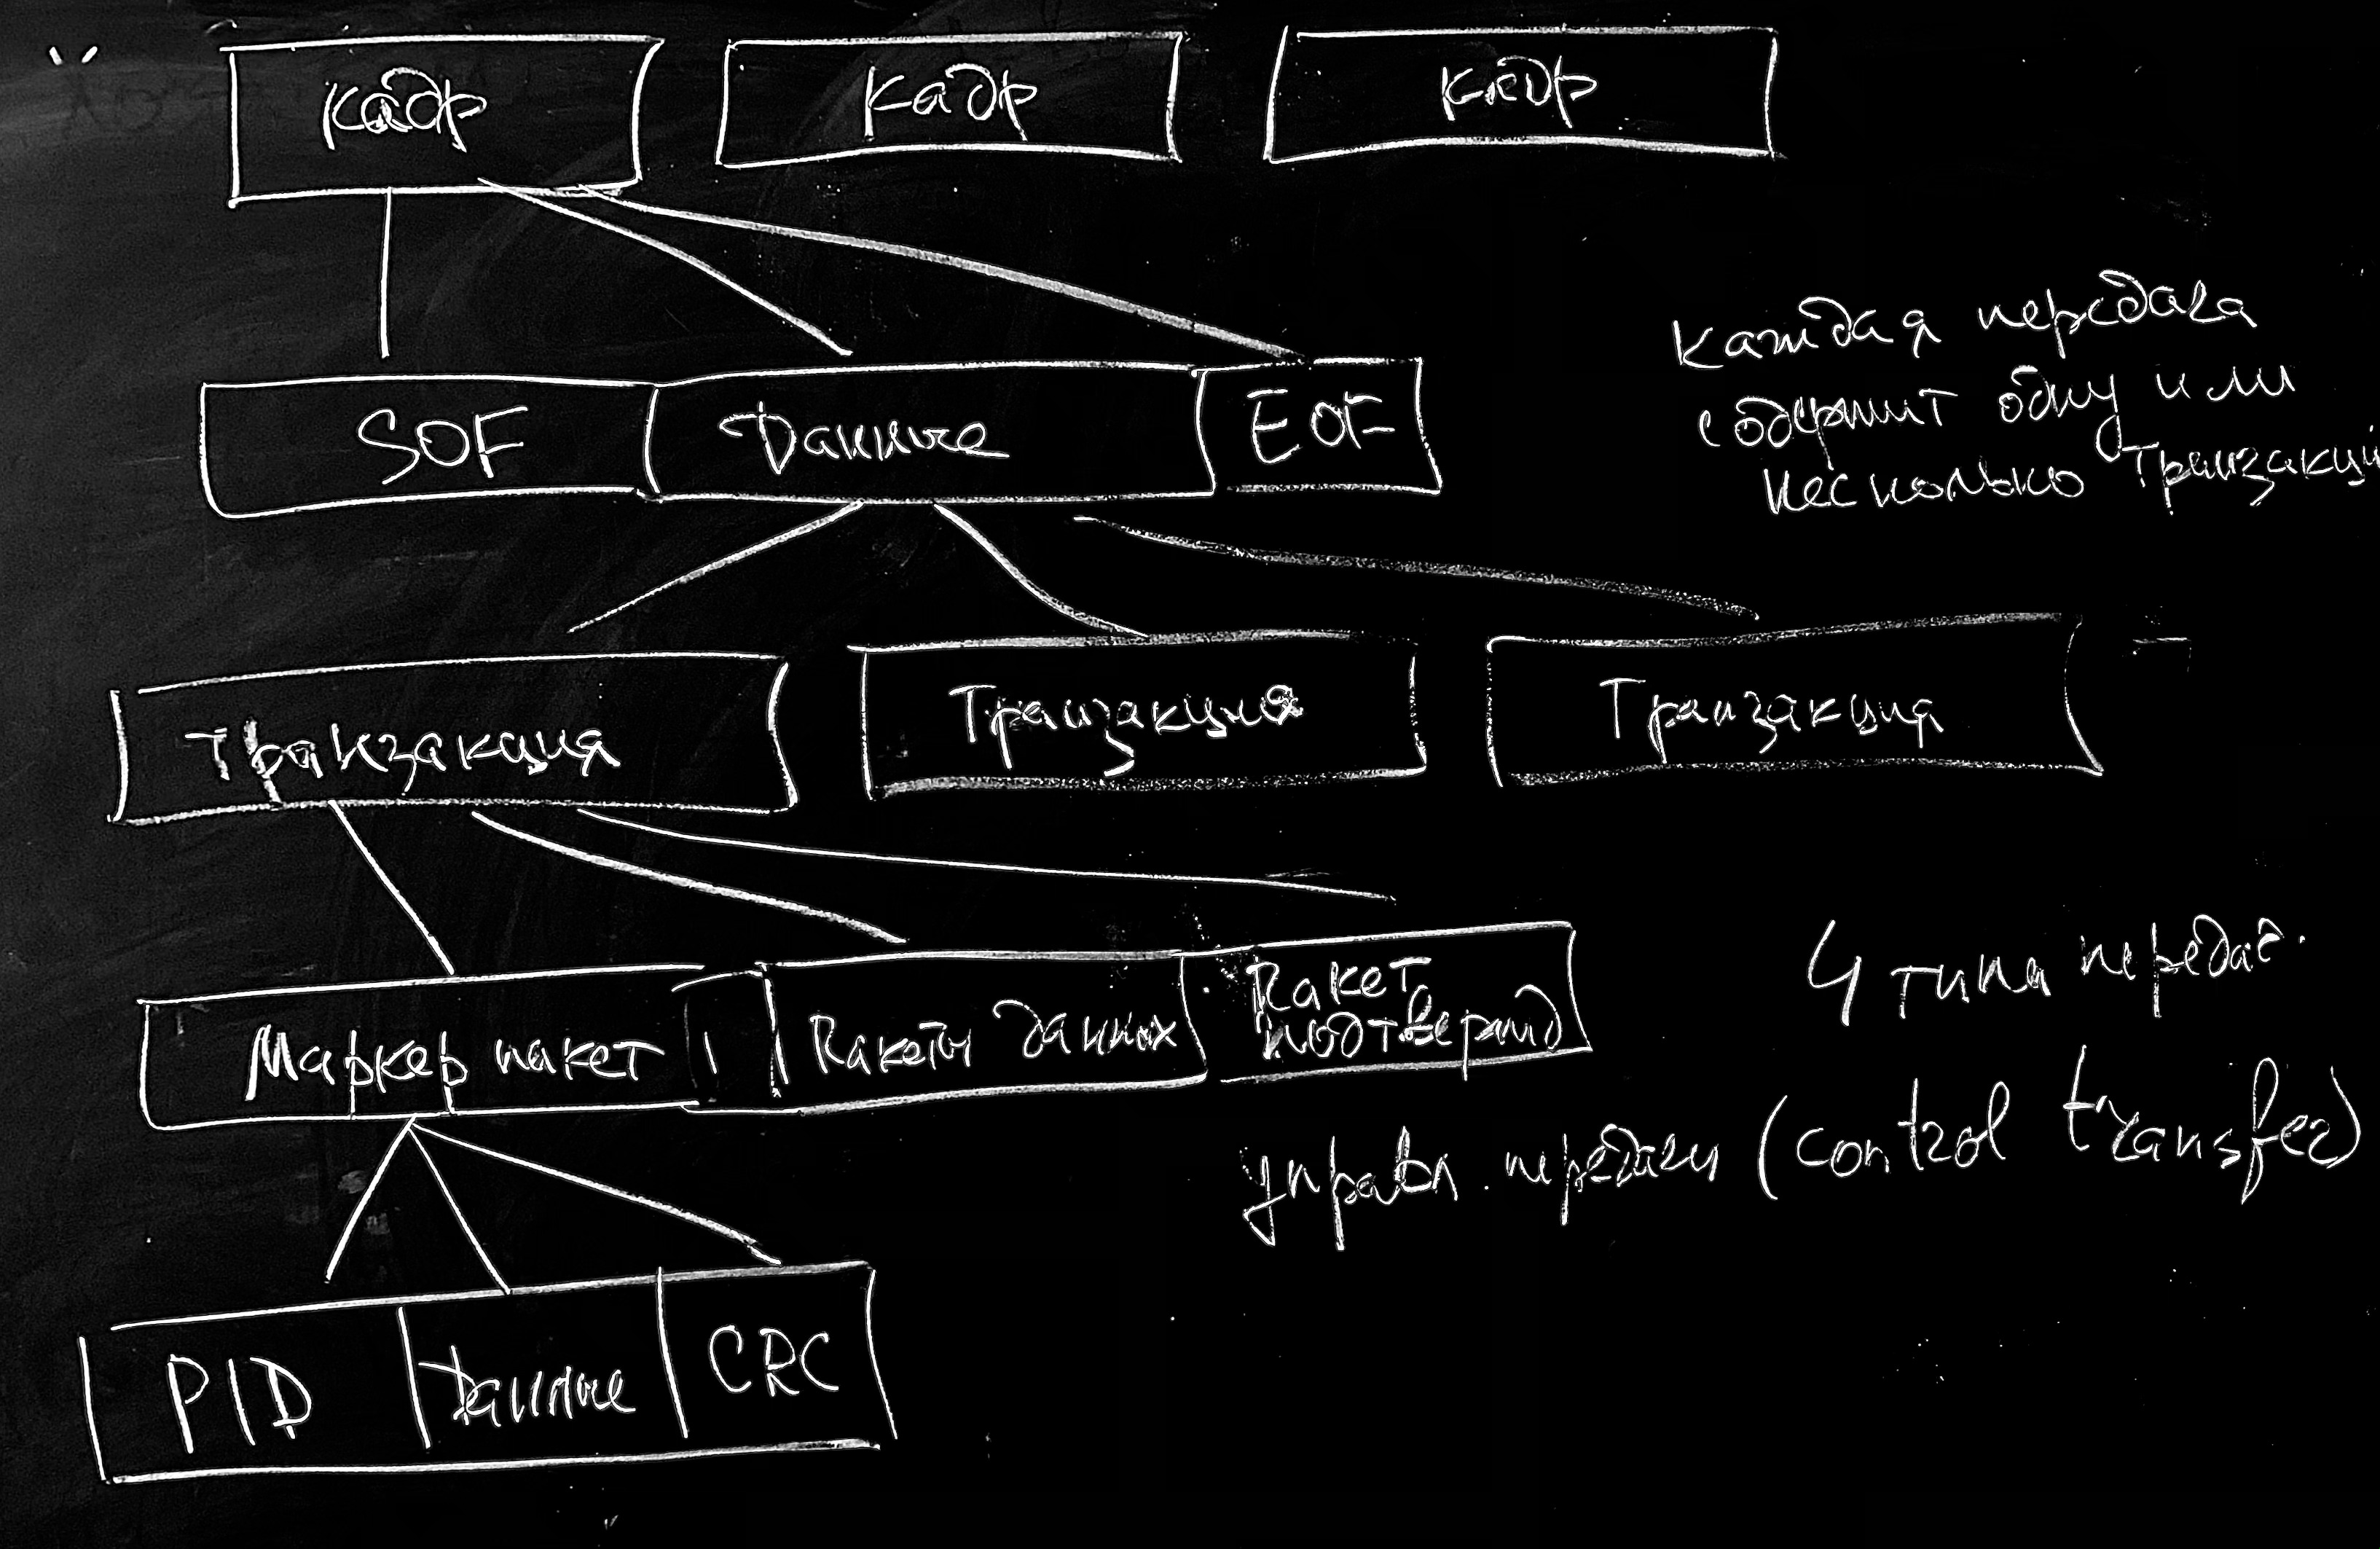 кадр
кадр
кадр
SOF
Данные
EOF
каждая передача
содержит одну или
несколько транзакций
Транзакция
Транзакция
Транзакция
Маркер пакет
Пакеты данных
Пакет
подтвержд
4 типа передач.
PID
Данные
CRC
управл. передачи (control transfer)